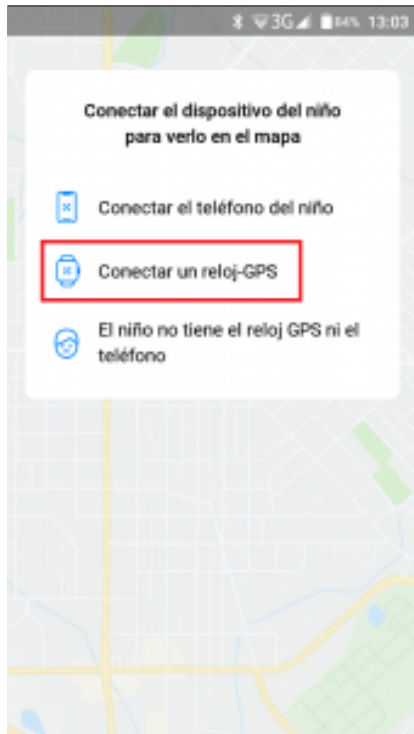 3G 84% 13:03
Conectar el dispositivo del niño
para verlo en el mapa
Conectar el teléfono del niño
Conectar un reloj-GPS
El niño no tiene el reloj GPS ni el
teléfono